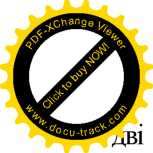 PDF-XChange Viewer
Click to buy NOW!
www.docu-track.com
дві